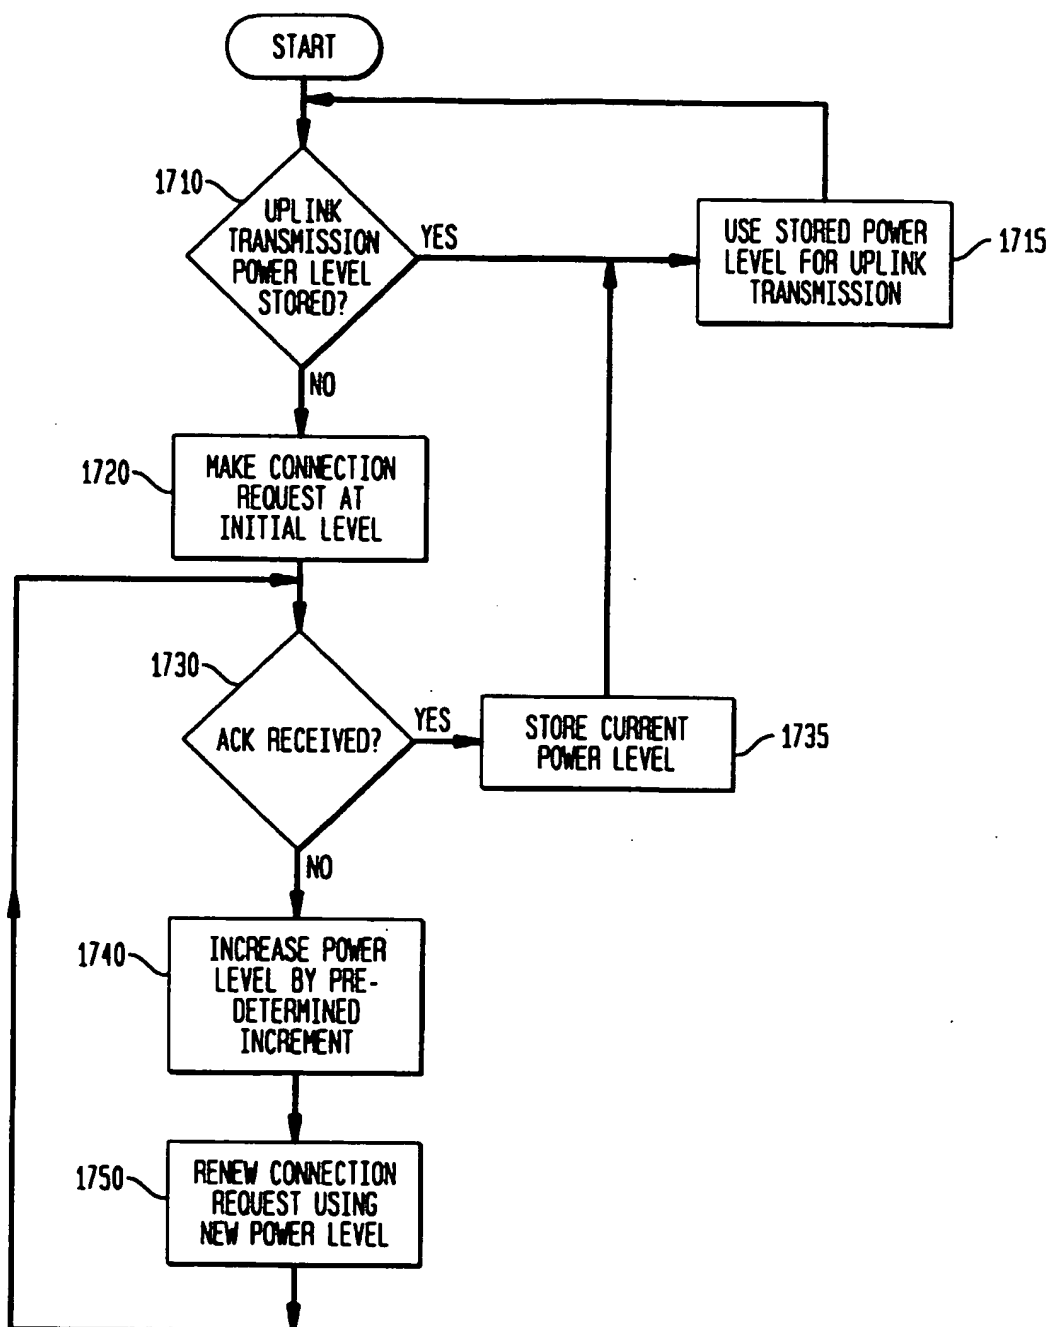 START
1710
UPLINK
TRANSMISSION
POWER LEVEL
STORED?
YES
USE STORED POWER
LEVEL FOR UPLINK
TRANSMISSION
1715
NO
1720
MAKE CONNECTION
REQUEST AT
INITIAL LEVEL
1730
ACK RECEIVED?
YES
STORE CURRENT
POWER LEVEL
1735
NO
1740
INCREASE POWER
LEVEL BY PRE-
DETERMINED
INCREMENT
1750
RENEW CONNECTION
REQUEST USING
NEW POWER LEVEL